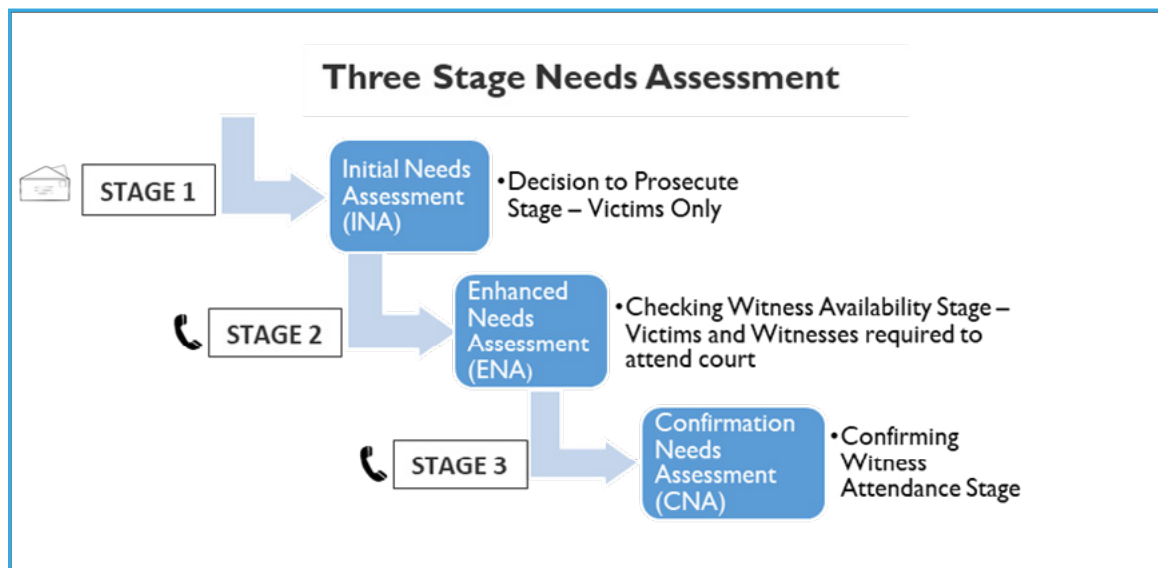 Three Stage Needs Assessment
STAGE 1
Initial Needs
Assessment
(INA)
•Decision to Prosecute
Stage – Victims Only
STAGE 2
Enhanced
Needs
Assessment
(ENA)
•Checking Witness Availability Stage –
Victims and Witnesses required to
attend court
STAGE 3
Confirmation
Needs
Assessment
(CNA)
•Confirming
Witness
Attendance Stage